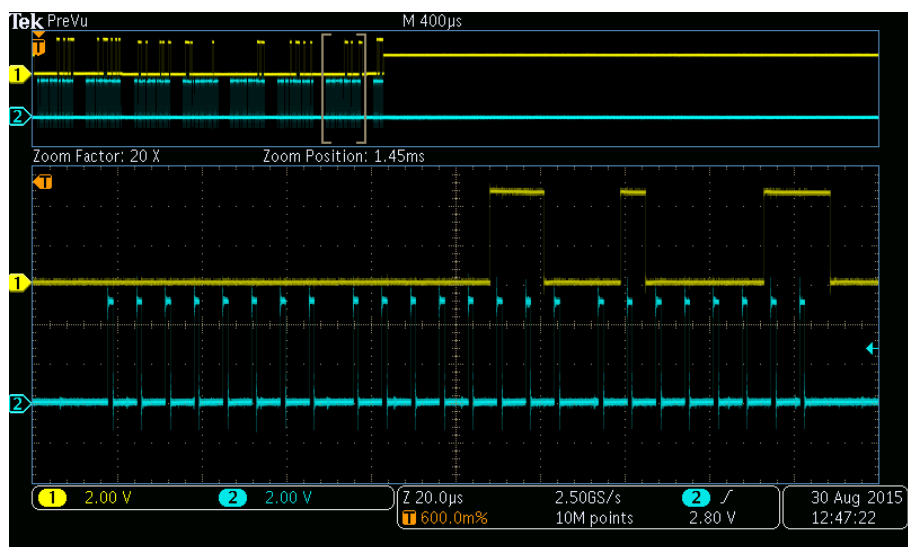 Tek PreVu M 400µs
T
1
2
Zoom Factor: 20 X Zoom Position: 1.45ms
T
1
2
1 2.00 V 2 2.00 V Z 20.0µs 2.50GS/s 2 / 30 Aug 2015
T 600.0m% 10M points 2.80 V 12:47:22